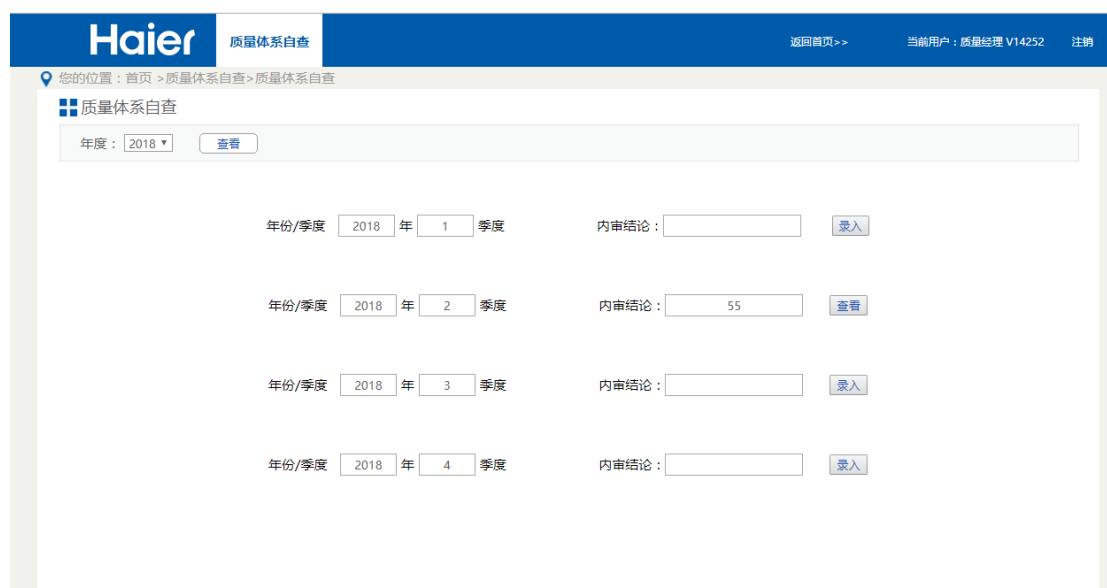 Haier 质量体系自查 返回首页>> 当前用户：质量经理 V14252 注销
您的位置：首页 >质量体系自查>质量体系自查
质量体系自查
年度： 2018 查看
年份/季度 2018 年 1 季度 内审结论： 录入
年份/季度 2018 年 2 季度 内审结论： 55 查看
年份/季度 2018 年 3 季度 内审结论： 录入
年份/季度 2018 年 4 季度 内审结论： 录入